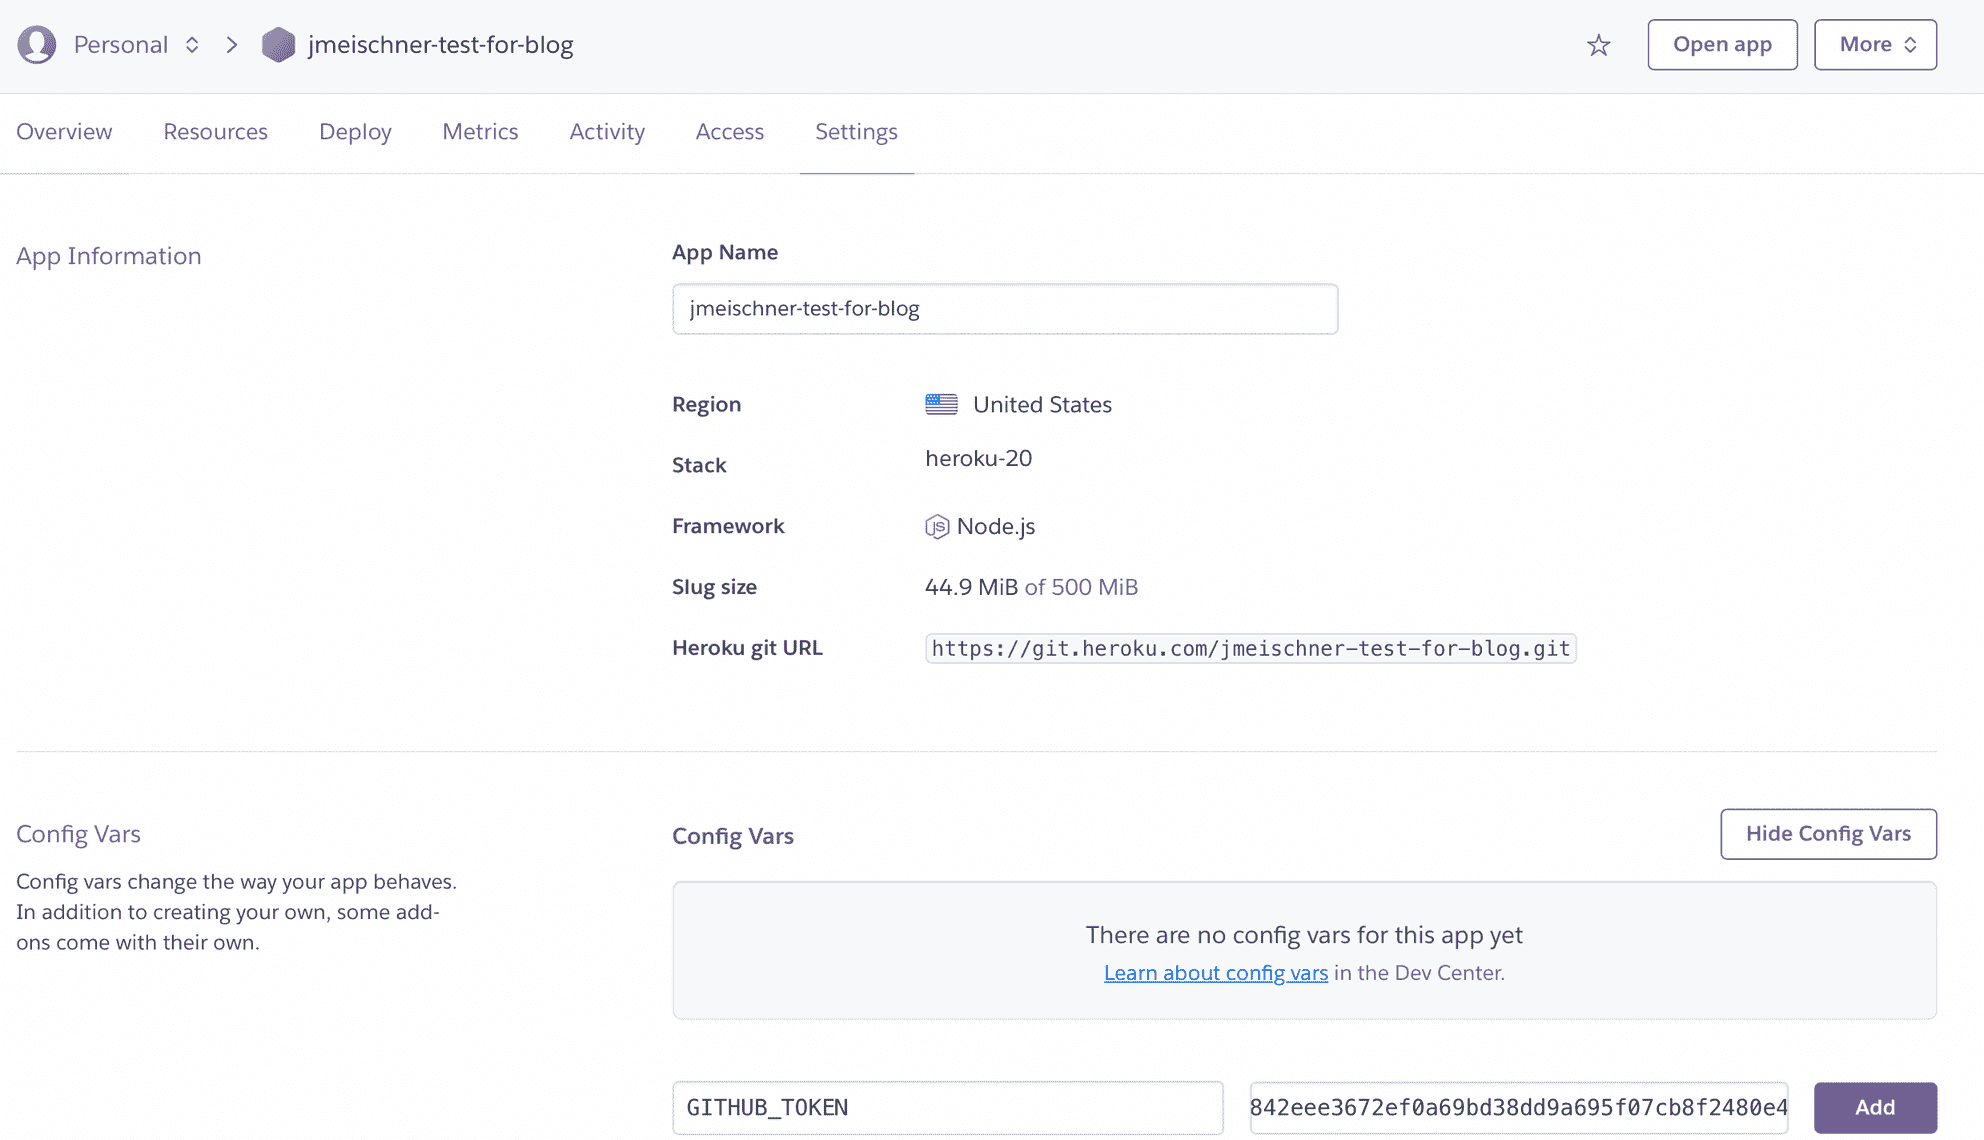 Personal
jmeischner-test-for-blog
Open app
More
Overview
Resources
Deploy
Metrics
Activity
Access
Settings
App Information
App Name
jmeischner-test-for-blog
Region
United States
Stack
heroku-20
Framework
Node.js
Slug size
44.9 MiB of 500 MiB
Heroku git URL
https://git.heroku.com/jmeischner-test-for-blog.git
Config Vars
Config vars change the way your app behaves.
In addition to creating your own, some add-
ons come with their own.
Config Vars
Hide Config Vars
There are no config vars for this app yet
Learn about config vars in the Dev Center.
GITHUB_TOKEN
842eee3672ef0a69bd38dd9a695f07cb8f2480e4
Add